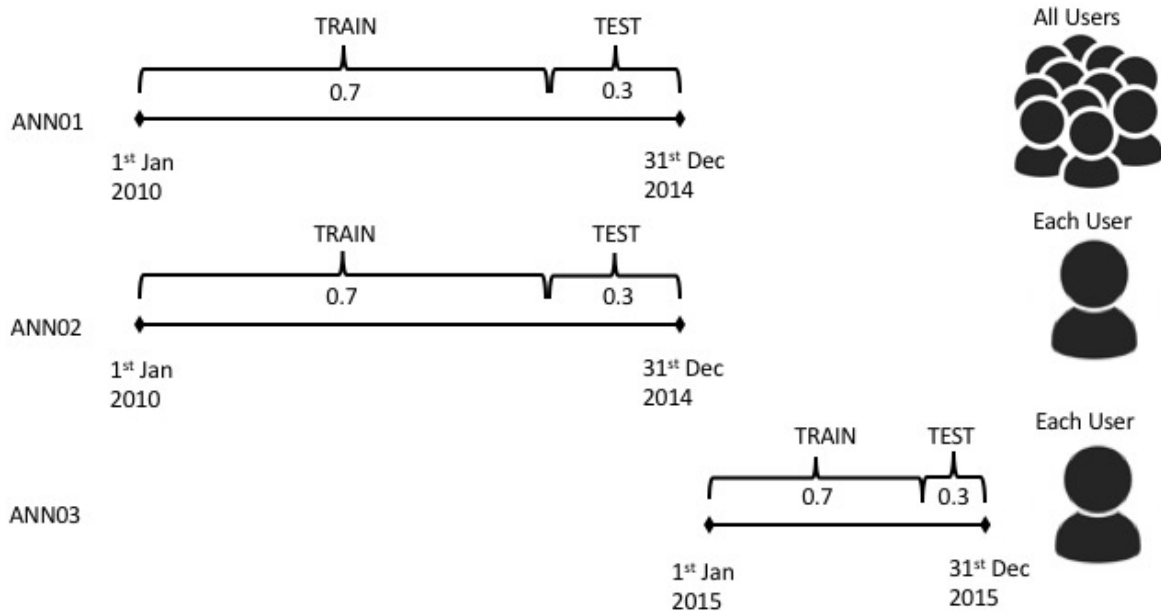 TRAIN TEST All Users
0.7 0.3
ANN01
1st Jan 31st Dec
2010 2014
TRAIN TEST Each User
0.7 0.3
ANN02
1st Jan 31st Dec
2010 2014
TRAIN TEST Each User
0.7 0.3
ANN03
1st Jan 31st Dec
2015 2015